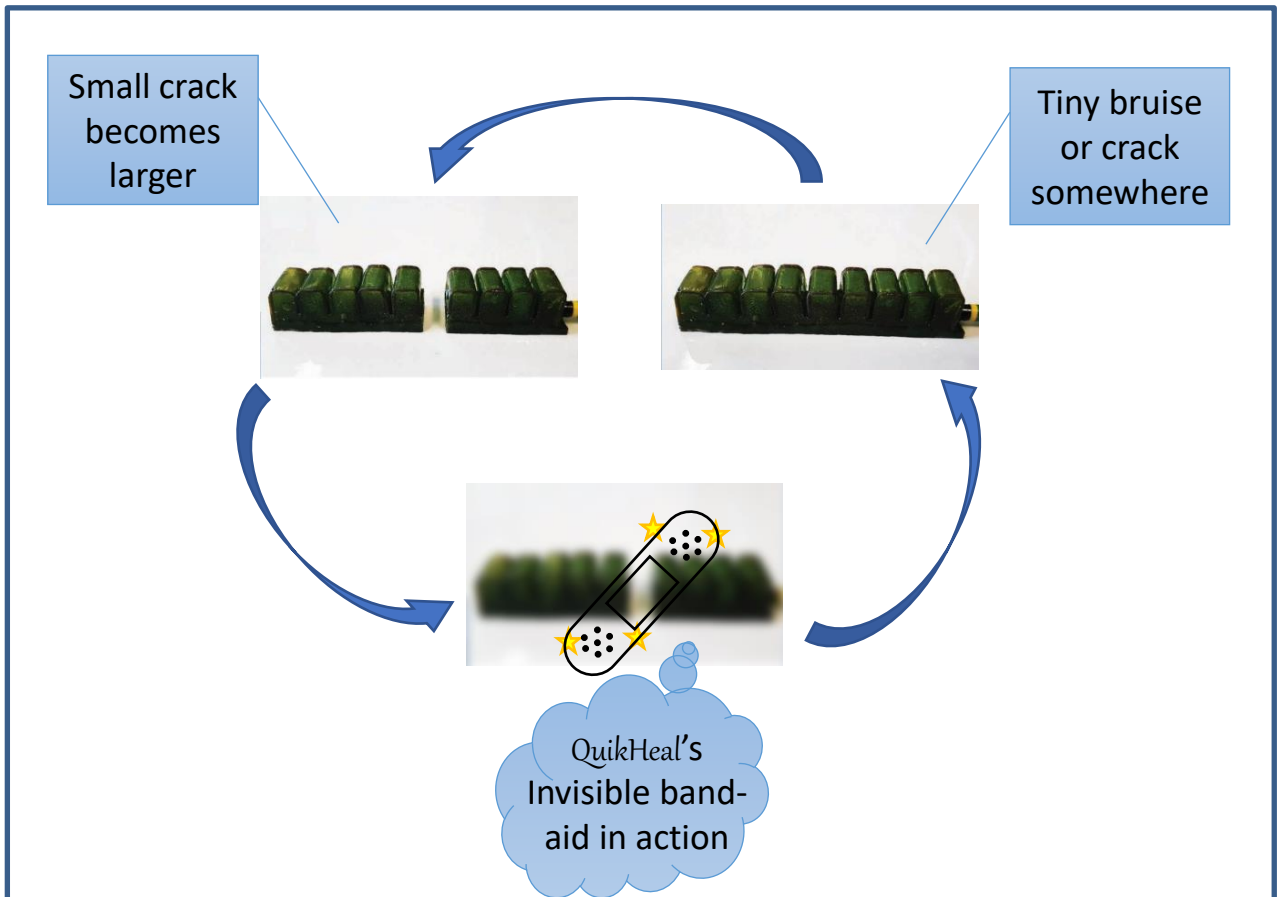 Small crack
becomes
larger
Tiny bruise
or crack
somewhere
QuikHeal's
Invisible band-
aid in action